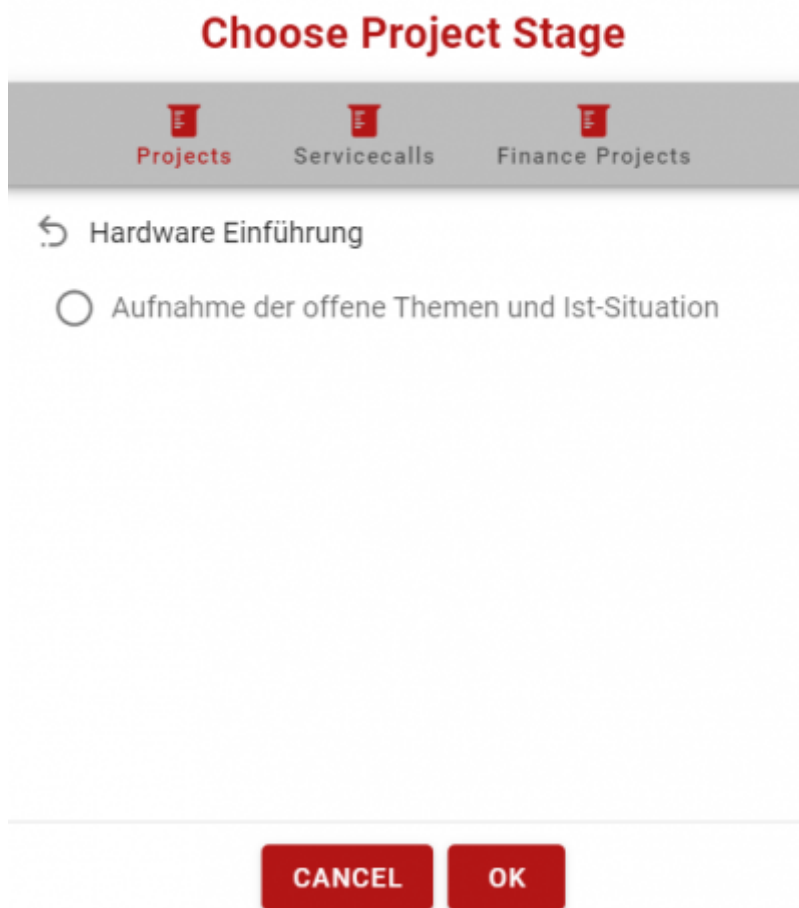 Choose Project Stage
Projects Servicecalls Finance Projects
Hardware Einführung
Aufnahme der offene Themen und Ist-Situation
CANCEL OK